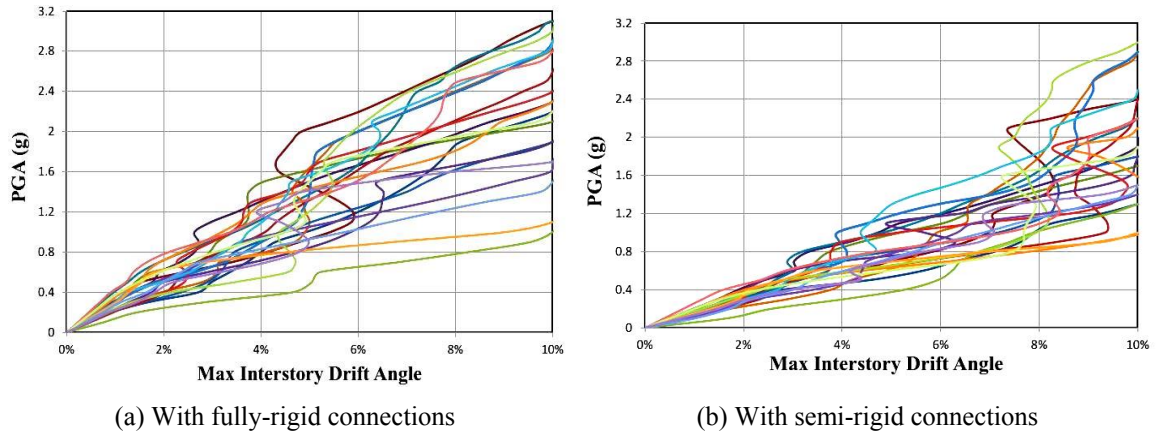 3.2
2.8
2.4
2
1.6
1.2
0.8
0.4
0
PGA (g)
0% 2% 4% 6% 8% 10%
Max Interstory Drift Angle
(a) With fully-rigid connections
3.2
2.8
2.4
2
1.6
1.2
0.8
0.4
0
PGA (g)
0% 2% 4% 6% 8% 10%
Max Interstory Drift Angle
(b) With semi-rigid connections